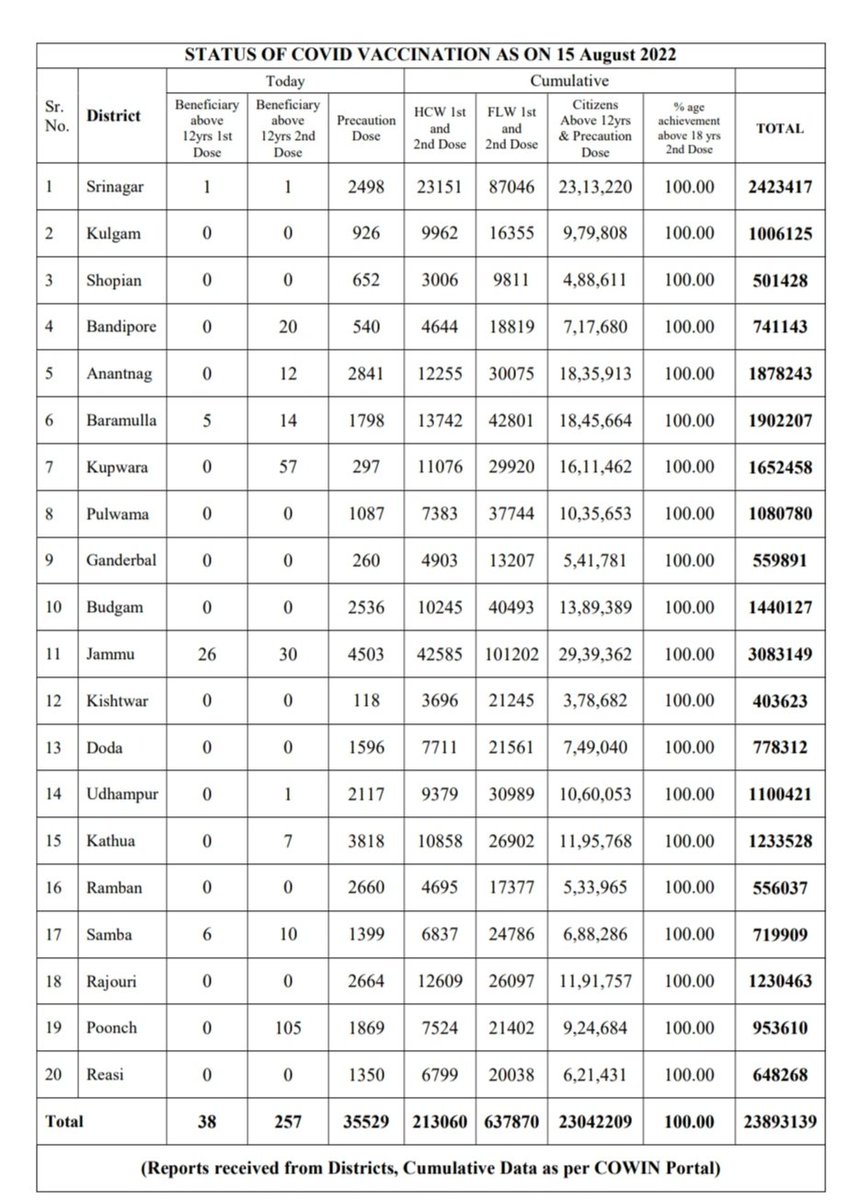 STATUS OF COVID VACCINATION AS ON 15 August 2022
Sr. No. District Today Cumulative TOTAL
Beneficiary above 12yrs 1st Dose Beneficiary above 12yrs 2nd Dose Precaution Dose HCW 1st and 2nd Dose FLW 1st and 2nd Dose Citizens Above 12yrs & Precaution Dose % age achievement above 18 yrs 2nd Dose
1 Srinagar 1 1 2498 23151 87046 23,13,220 100.00 2423417
2 Kulgam 0 0 926 9962 16355 9,79,808 100.00 1006125
3 Shopian 0 0 652 3006 9811 4,88,611 100.00 501428
4 Bandipore 0 20 540 4644 18819 7,17,680 100.00 741143
5 Anantnag 0 12 2841 12255 30075 18,35,913 100.00 1878243
6 Baramulla 5 14 1798 13742 42801 18,45,664 100.00 1902207
7 Kupwara 0 57 297 11076 29920 16,11,462 100.00 1652458
8 Pulwama 0 0 1087 7383 37744 10,35,653 100.00 1080780
9 Ganderbal 0 0 260 4903 13207 5,41,781 100.00 559891
10 Budgam 0 0 2536 10245 40493 13,89,389 100.00 1440127
11 Jammu 26 30 4503 42585 101202 29,39,362 100.00 3083149
12 Kishtwar 0 0 118 3696 21245 3,78,682 100.00 403623
13 Doda 0 0 1596 7711 21561 7,49,040 100.00 778312
14 Udhampur 0 1 2117 9379 30989 10,60,053 100.00 1100421
15 Kathua 0 7 3818 10858 26902 11,95,768 100.00 1233528
16 Ramban 0 0 2660 4695 17377 5,33,965 100.00 556037
17 Samba 6 10 1399 6837 24786 6,88,286 100.00 719909
18 Rajouri 0 0 2664 12609 26097 11,91,757 100.00 1230463
19 Poonch 0 105 1869 7524 21402 9,24,684 100.00 953610
20 Reasi 0 0 1350 6799 20038 6,21,431 100.00 648268
Total 38 257 35529 213060 637870 23042209 100.00 23893139
(Reports received from Districts, Cumulative Data as per COWIN Portal)